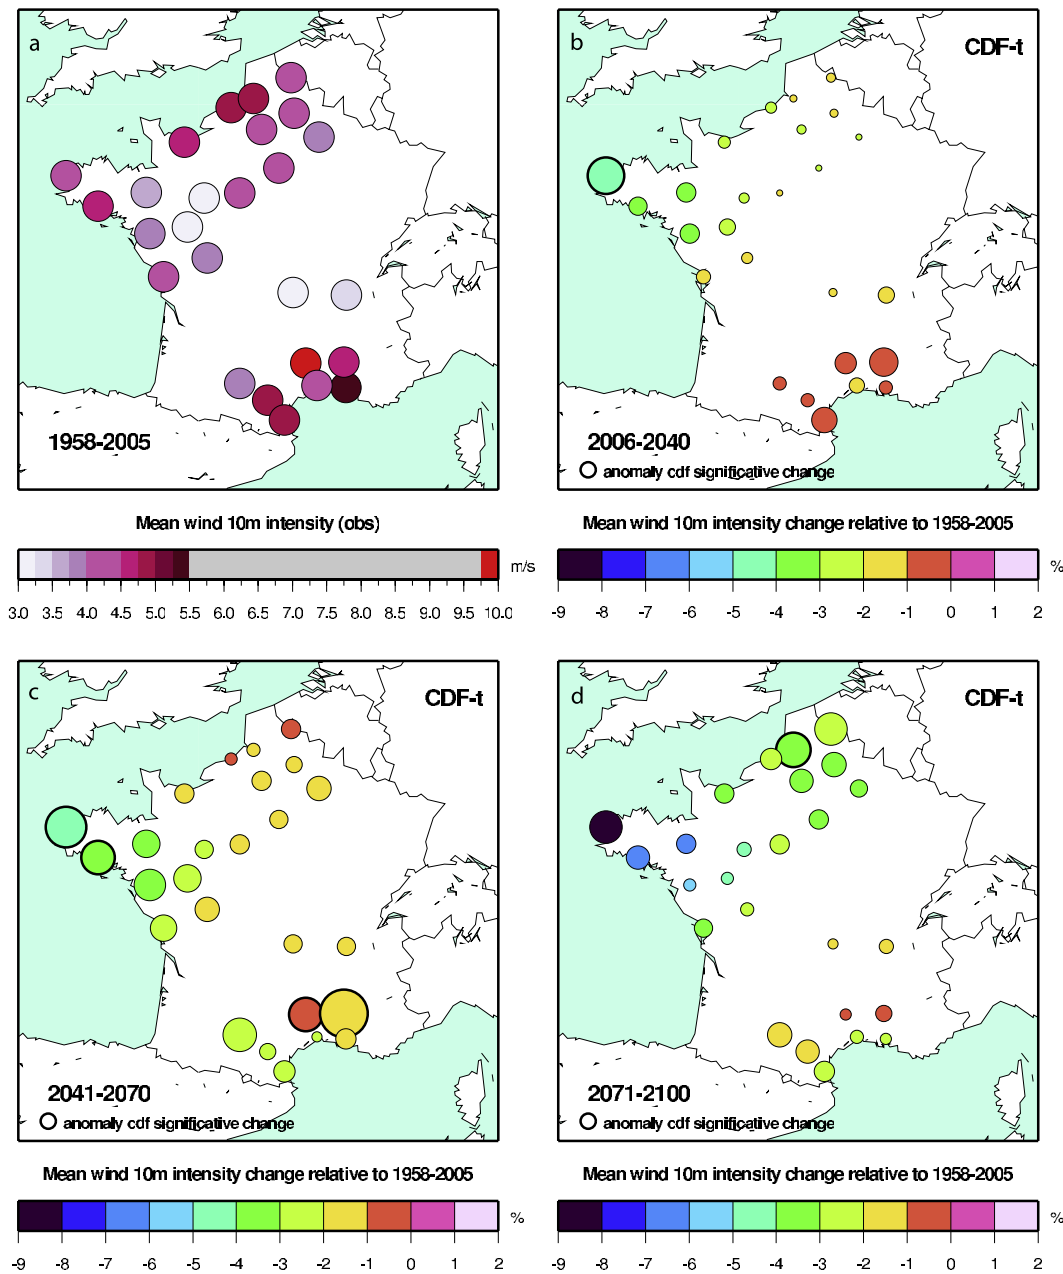 a
1958-2005
Mean wind 10m intensity (obs)
m/s
3.0 3.5 4.0 4.5 5.0 5.5 6.0 6.5 7.0 7.5 8.0 8.5 9.0 9.5 10.0
b
CDF-t
2006-2040
anomaly cdf significative change
Mean wind 10m intensity change relative to 1958-2005
%
-9 -8 -7 -6 -5 -4 -3 -2 -1 0 1 2
c
CDF-t
2041-2070
anomaly cdf significative change
Mean wind 10m intensity change relative to 1958-2005
%
-9 -8 -7 -6 -5 -4 -3 -2 -1 0 1 2
d
CDF-t
2071-2100
anomaly cdf significative change
Mean wind 10m intensity change relative to 1958-2005
%
-9 -8 -7 -6 -5 -4 -3 -2 -1 0 1 2